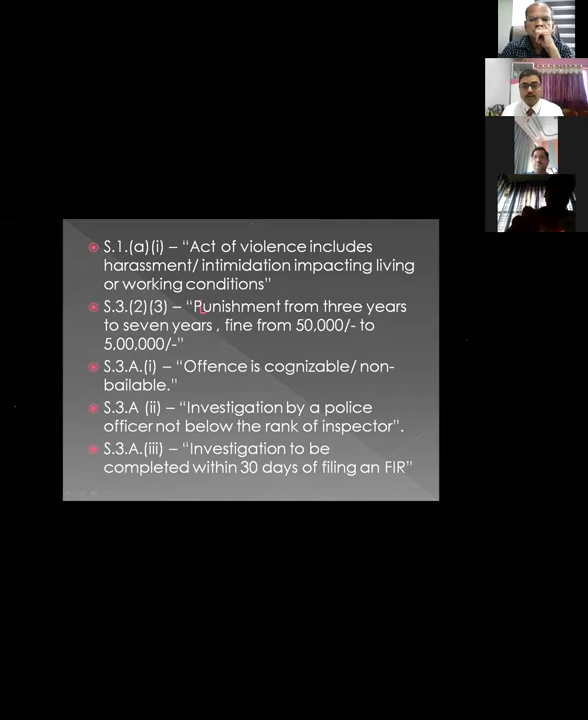 S.1.(a)(i) – “Act of violence includes
harassment/ intimidation impacting living
or working conditions”
S.3.(2)(3) – “Punishment from three years
to seven years , fine from 50,000/- to
5,00,000/-”
S.3.A.(i) – “Offence is cognizable/ non-
bailable.”
S.3.A (ii) – “Investigation by a police
officer not below the rank of inspector”.
S.3.A.(iii) – “Investigation to be
completed within 30 days of filing an FIR”